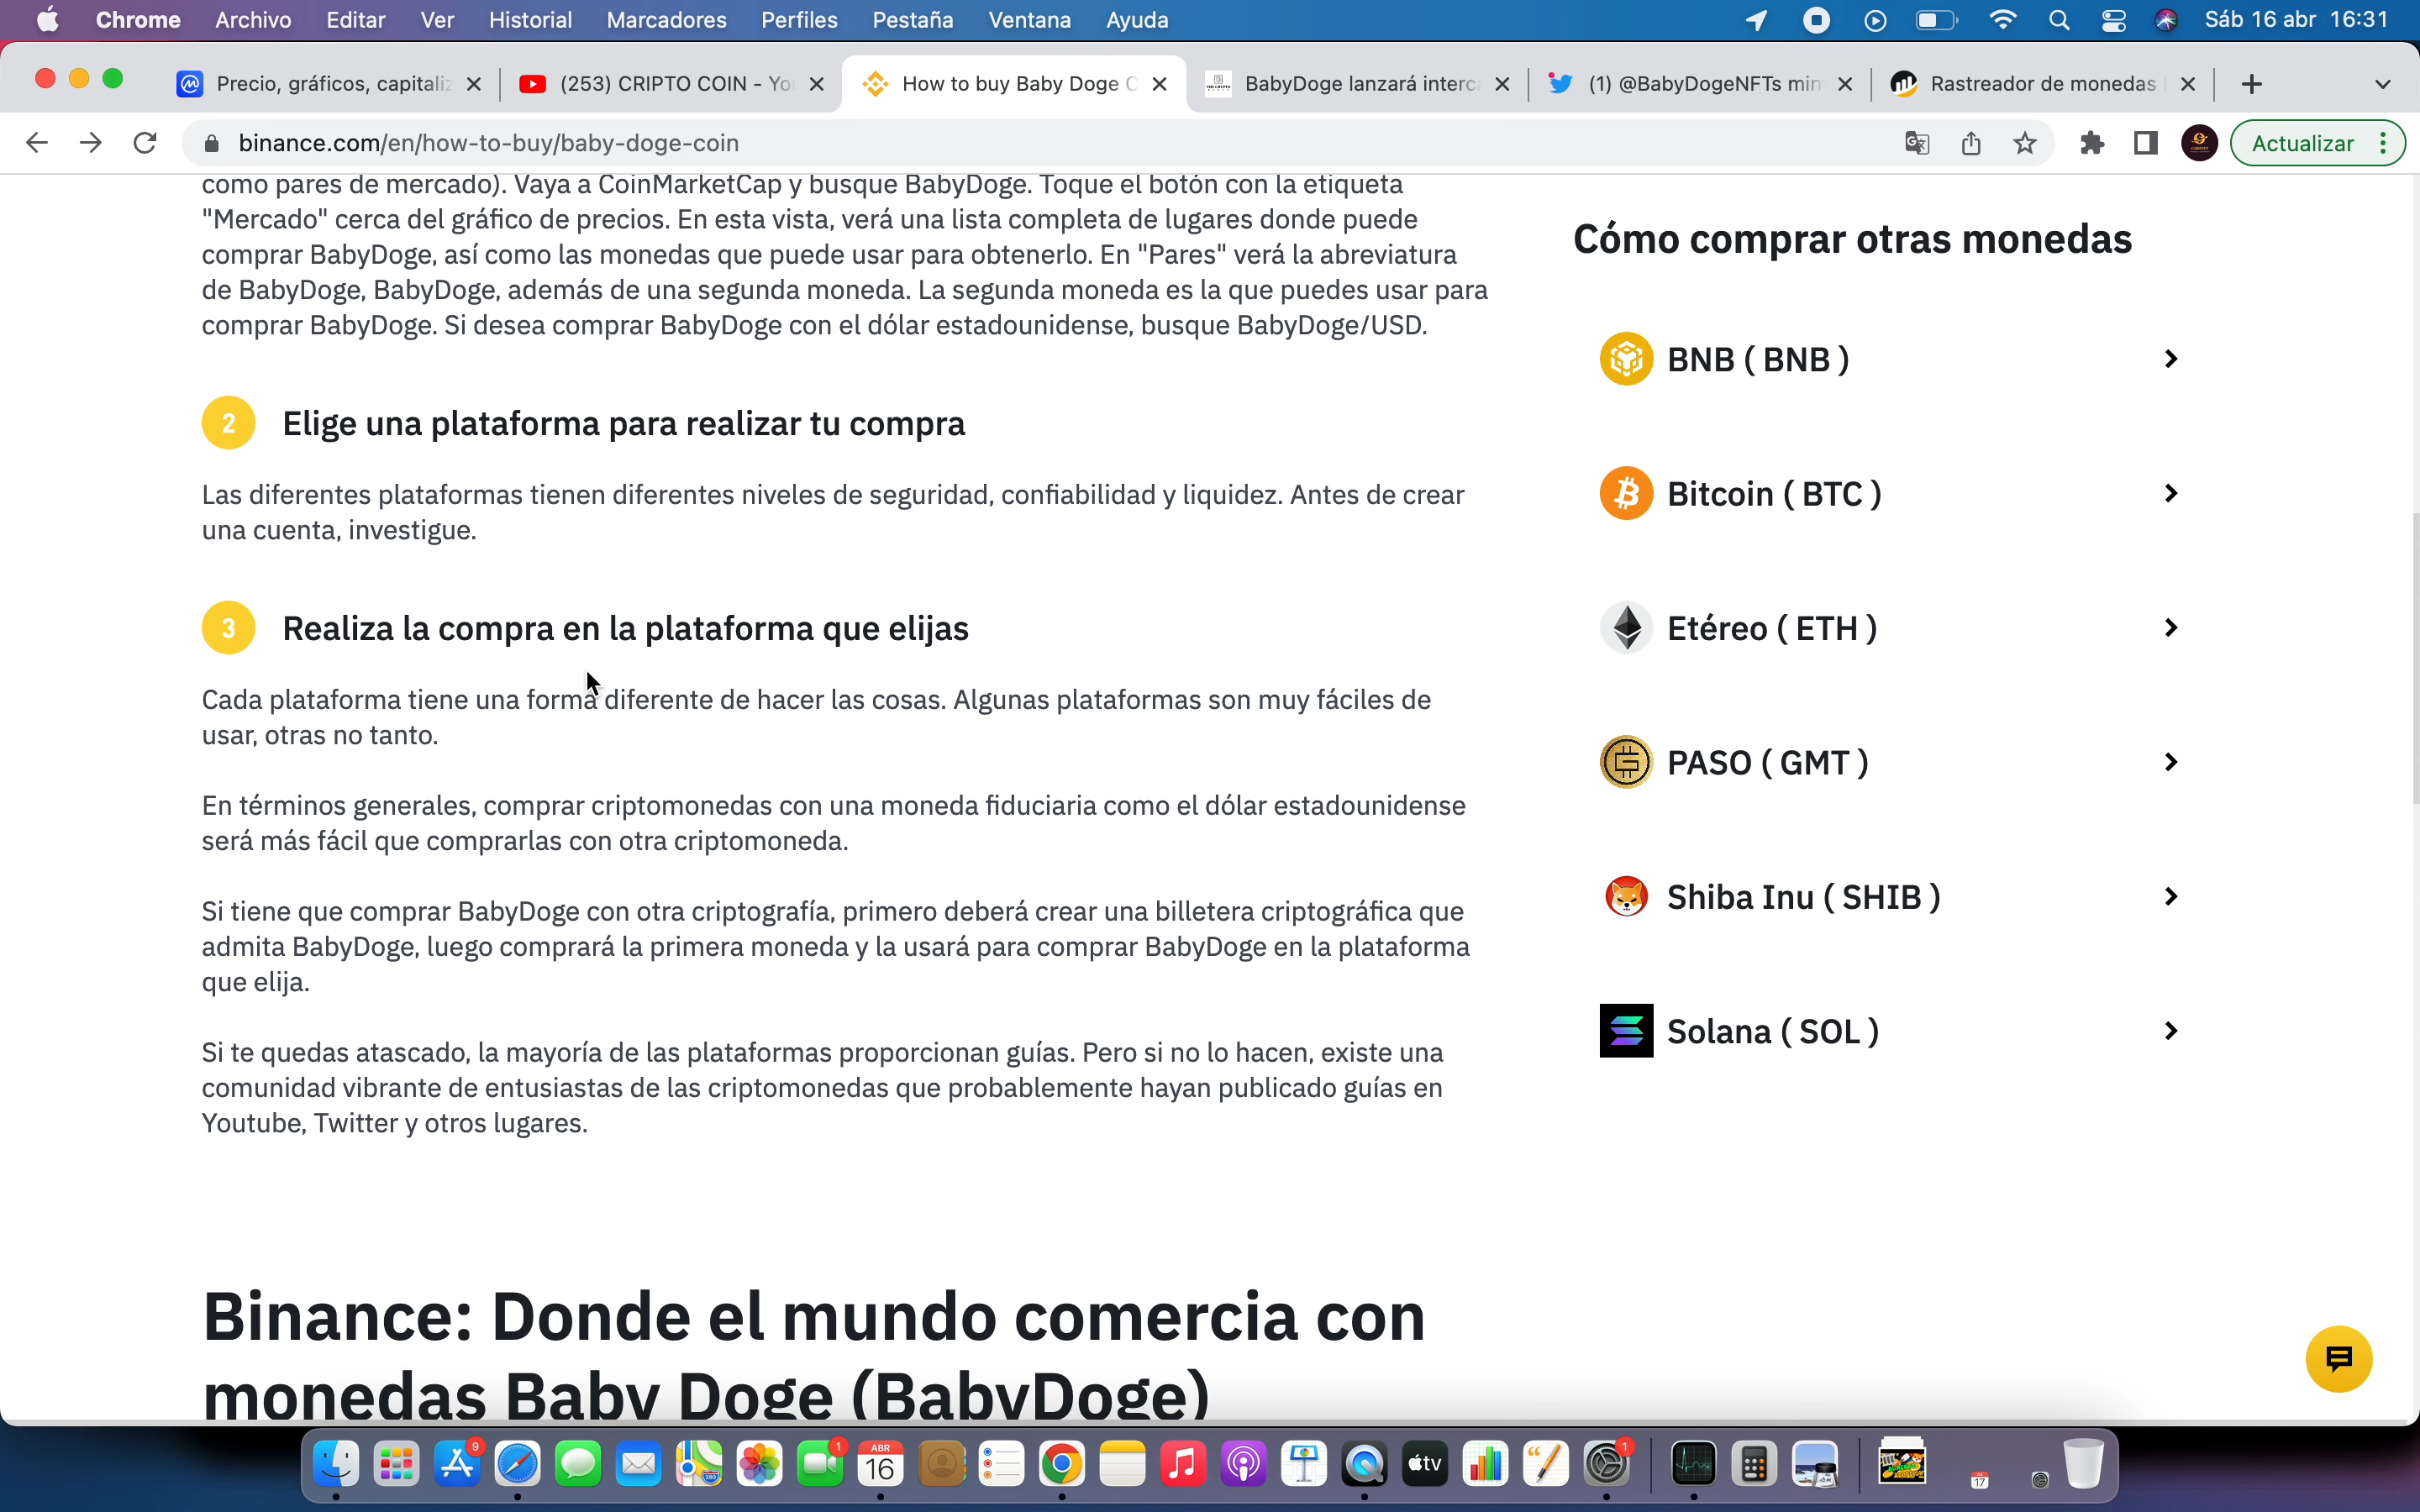 Chrome Archivo Editar Ver Historial Marcadores Perfiles Pestaña Ventana Ayuda Sáb 16 abr 16:31
Precio, gráficos, capitaliz (253) CRIPTO COIN - You How to buy Baby Doge C BabyDoge lanzará interca (1) @BabyDogeNFTs min Rastreador de monedas
binance.com/en/how-to-buy/baby-doge-coin Actualizar
como pares de mercado). Vaya a CoinMarketCap y busque BabyDoge. Toque el botón con la etiqueta
"Mercado" cerca del gráfico de precios. En esta vista, verá una lista completa de lugares donde puede
comprar BabyDoge, así como las monedas que puede usar para obtenerlo. En "Pares" verá la abreviatura
de BabyDoge, BabyDoge, además de una segunda moneda. La segunda moneda es la que puedes usar para
comprar BabyDoge. Si desea comprar BabyDoge con el dólar estadounidense, busque BabyDoge/USD.
2 Elige una plataforma para realizar tu compra
Las diferentes plataformas tienen diferentes niveles de seguridad, confiabilidad y liquidez. Antes de crear
una cuenta, investigue.
3 Realiza la compra en la plataforma que elijas
Cada plataforma tiene una forma diferente de hacer las cosas. Algunas plataformas son muy fáciles de
usar, otras no tanto.
En términos generales, comprar criptomonedas con una moneda fiduciaria como el dólar estadounidense
será más fácil que comprarlas con otra criptomoneda.
Si tiene que comprar BabyDoge con otra criptografía, primero deberá crear una billetera criptográfica que
admita BabyDoge, luego comprará la primera moneda y la usará para comprar BabyDoge en la plataforma
que elija.
Si te quedas atascado, la mayoría de las plataformas proporcionan guías. Pero si no lo hacen, existe una
comunidad vibrante de entusiastas de las criptomonedas que probablemente hayan publicado guías en
Youtube, Twitter y otros lugares.
Binance: Donde el mundo comercia con
monedas Baby Doge (BabyDoge)
Cómo comprar otras monedas
BNB ( BNB )
Bitcoin ( BTC )
Etéreo ( ETH )
PASO ( GMT )
Shiba Inu ( SHIB )
Solana ( SOL )
9 1 ABR 16 tv 1 17